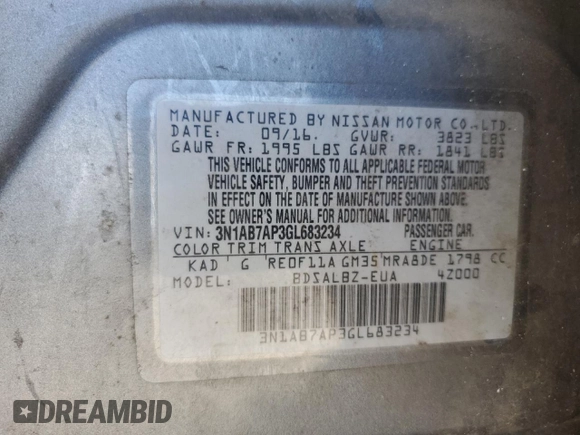 MANUFACTURED BY NISSAN MOTOR CO.,LTD.
DATE: 09/16. GVWR: 3823 LBS
GAWR FR: 1995 LBS GAWR RR: 1841 LBS
THIS VEHICLE CONFORMS TO ALL APPLICABLE FEDERAL MOTOR
VEHICLE SAFETY, BUMPER AND THEFT PREVENTION STANDARDS
IN EFFECT ON THE DATE OF MANUFACTURE SHOWN ABOVE.
SEE OWNER'S MANUAL FOR ADDITIONAL INFORMATION.
VIN: 3N1AB7AP3GL683234 PASSENGER CAR.
COLOR TRIM TRANS AXLE ENGINE
KAD G RE0F11A GM35 MRA8DE 1798 CC
MODEL: BDSALBZ-EUA 4Z000
3N1AB7AP3GL683234
DREAMBID